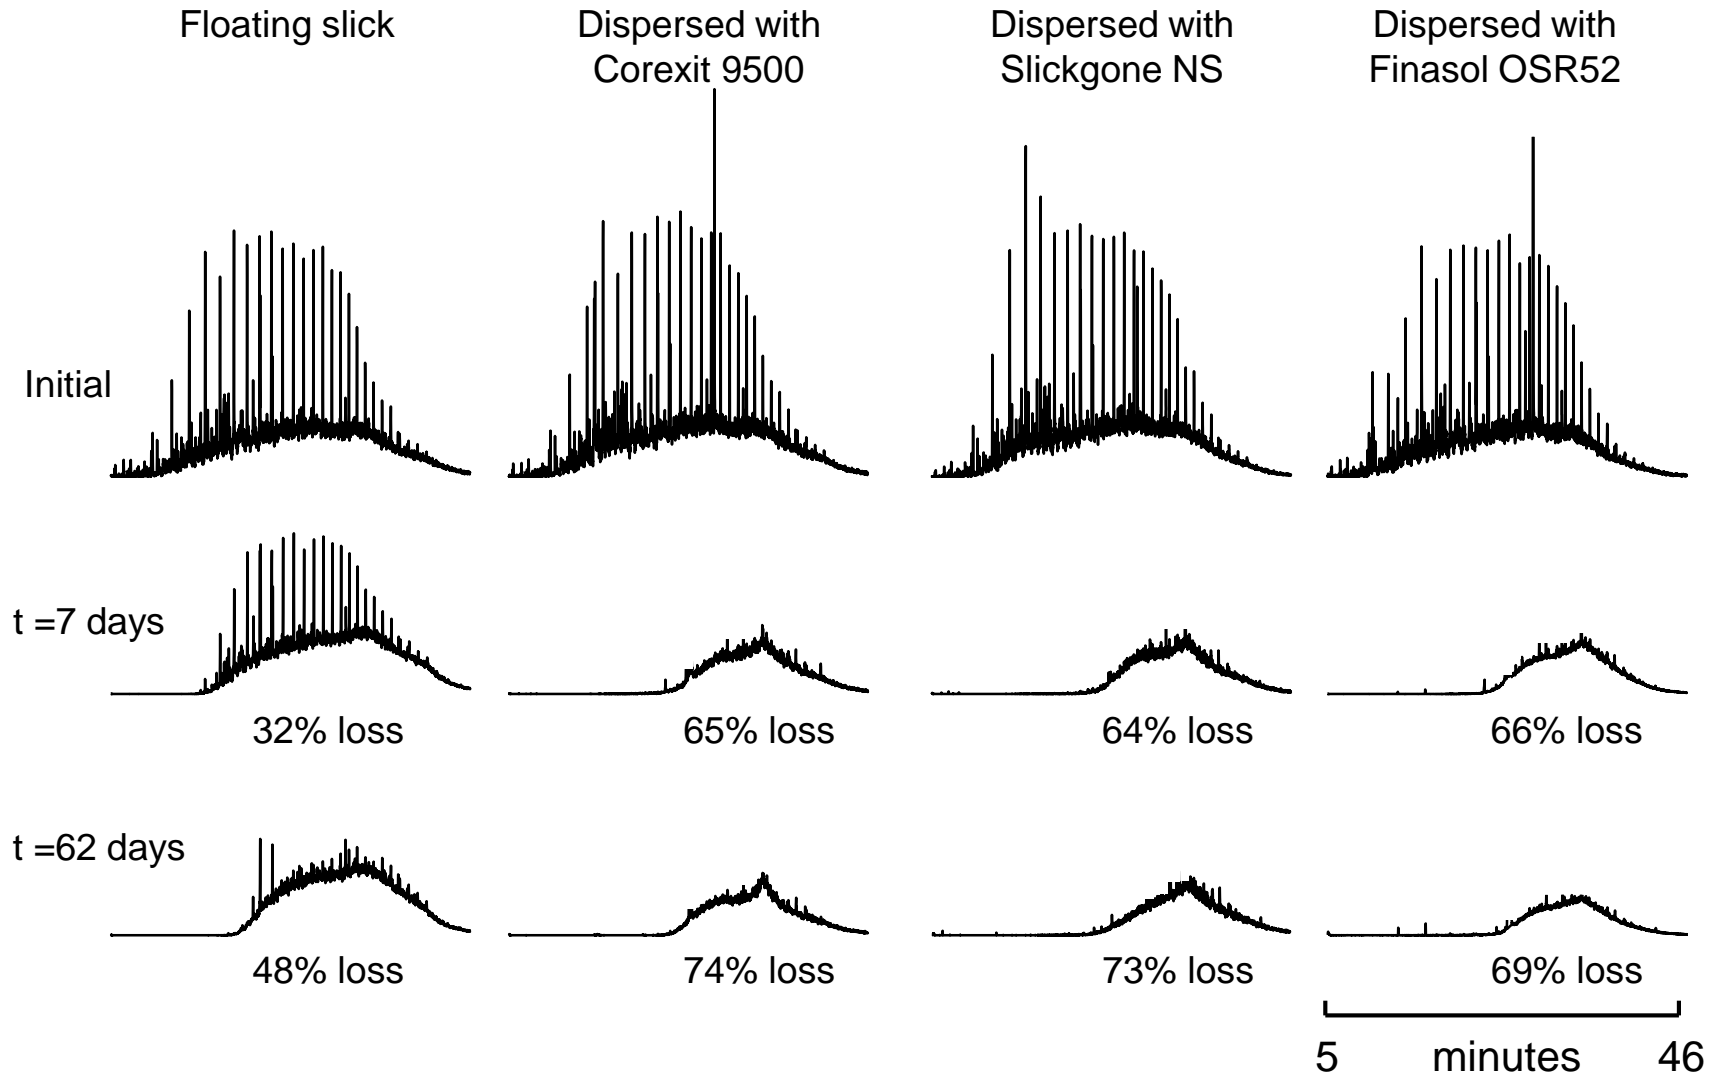 Floating slick
Dispersed with
Corexit 9500
Dispersed with
Slickgone NS
Dispersed with
Finasol OSR52
Initial
t =7 days
32% loss
65% loss
64% loss
66% loss
t =62 days
48% loss
74% loss
73% loss
69% loss
5 minutes 46